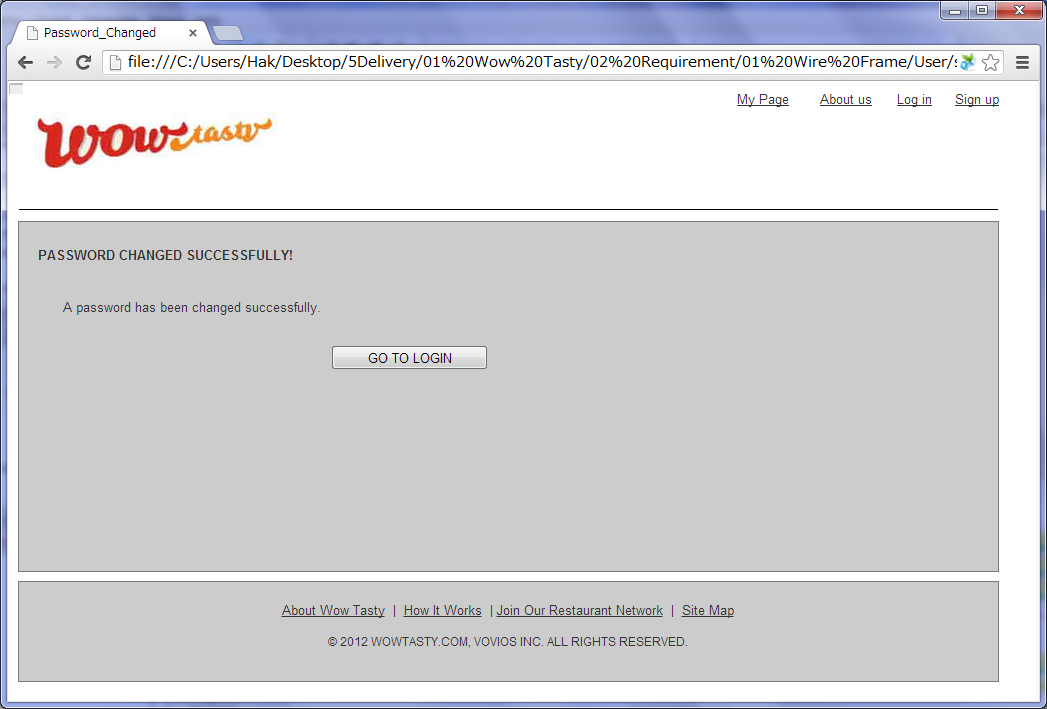 Password_Changed
file:///C:/Users/Hak/Desktop/5Delivery/01%20Wow%20Tasty/02%20Requirement/01%20Wire%20Frame/User/
My Page About us Log in Sign up
wow tasty
PASSWORD CHANGED SUCCESSFULLY!
A password has been changed successfully.
GO TO LOGIN
About Wow Tasty | How It Works | Join Our Restaurant Network | Site Map
© 2012 WOWTASTY.COM, VOVIOS INC. ALL RIGHTS RESERVED.